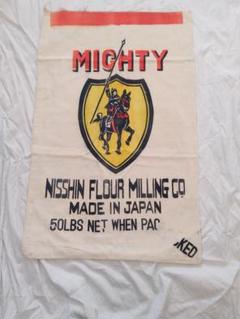 MIGHTY
NISSHIN FLOUR MILLING CO
MADE IN JAPAN
50LBS NET WHEN PAC KED